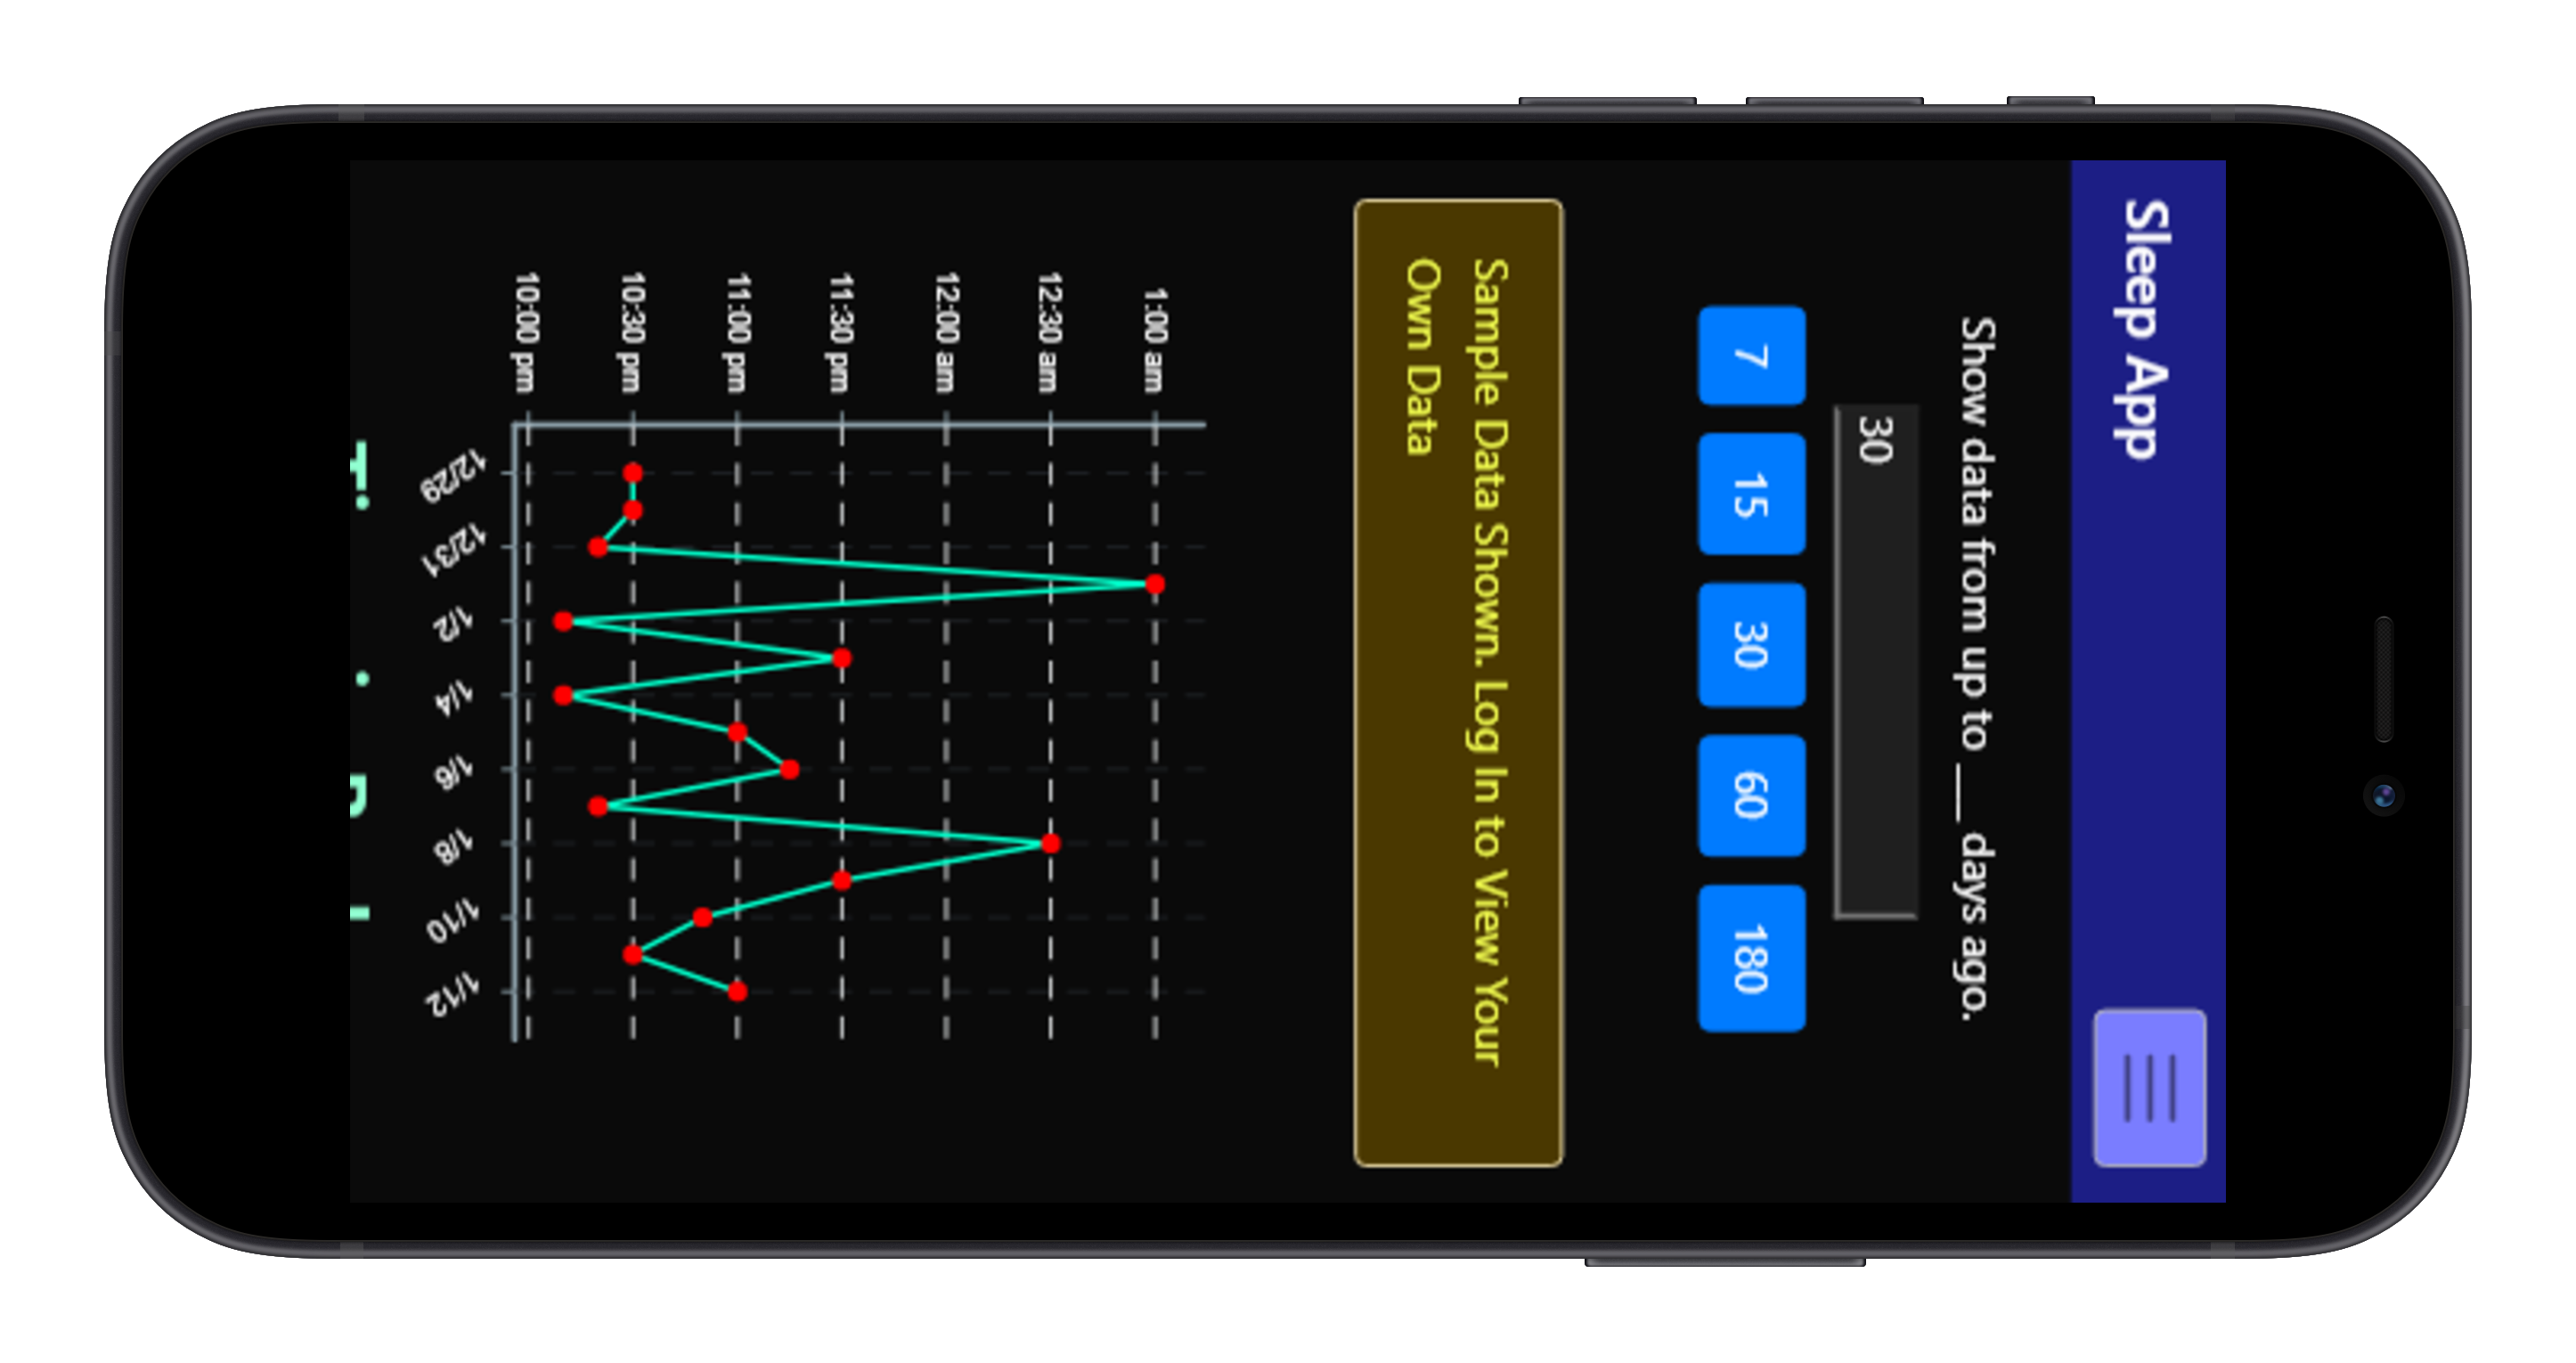 Sleep App
Show data from up to ___ days ago.
30
7 15 30 60 180
Sample Data Shown. Log In to View Your
Own Data
1:00 am
12:30 am
12:00 am
11:30 pm
11:00 pm
10:30 pm
10:00 pm
12/29 12/31 1/2 1/4 1/6 1/8 1/10 1/12